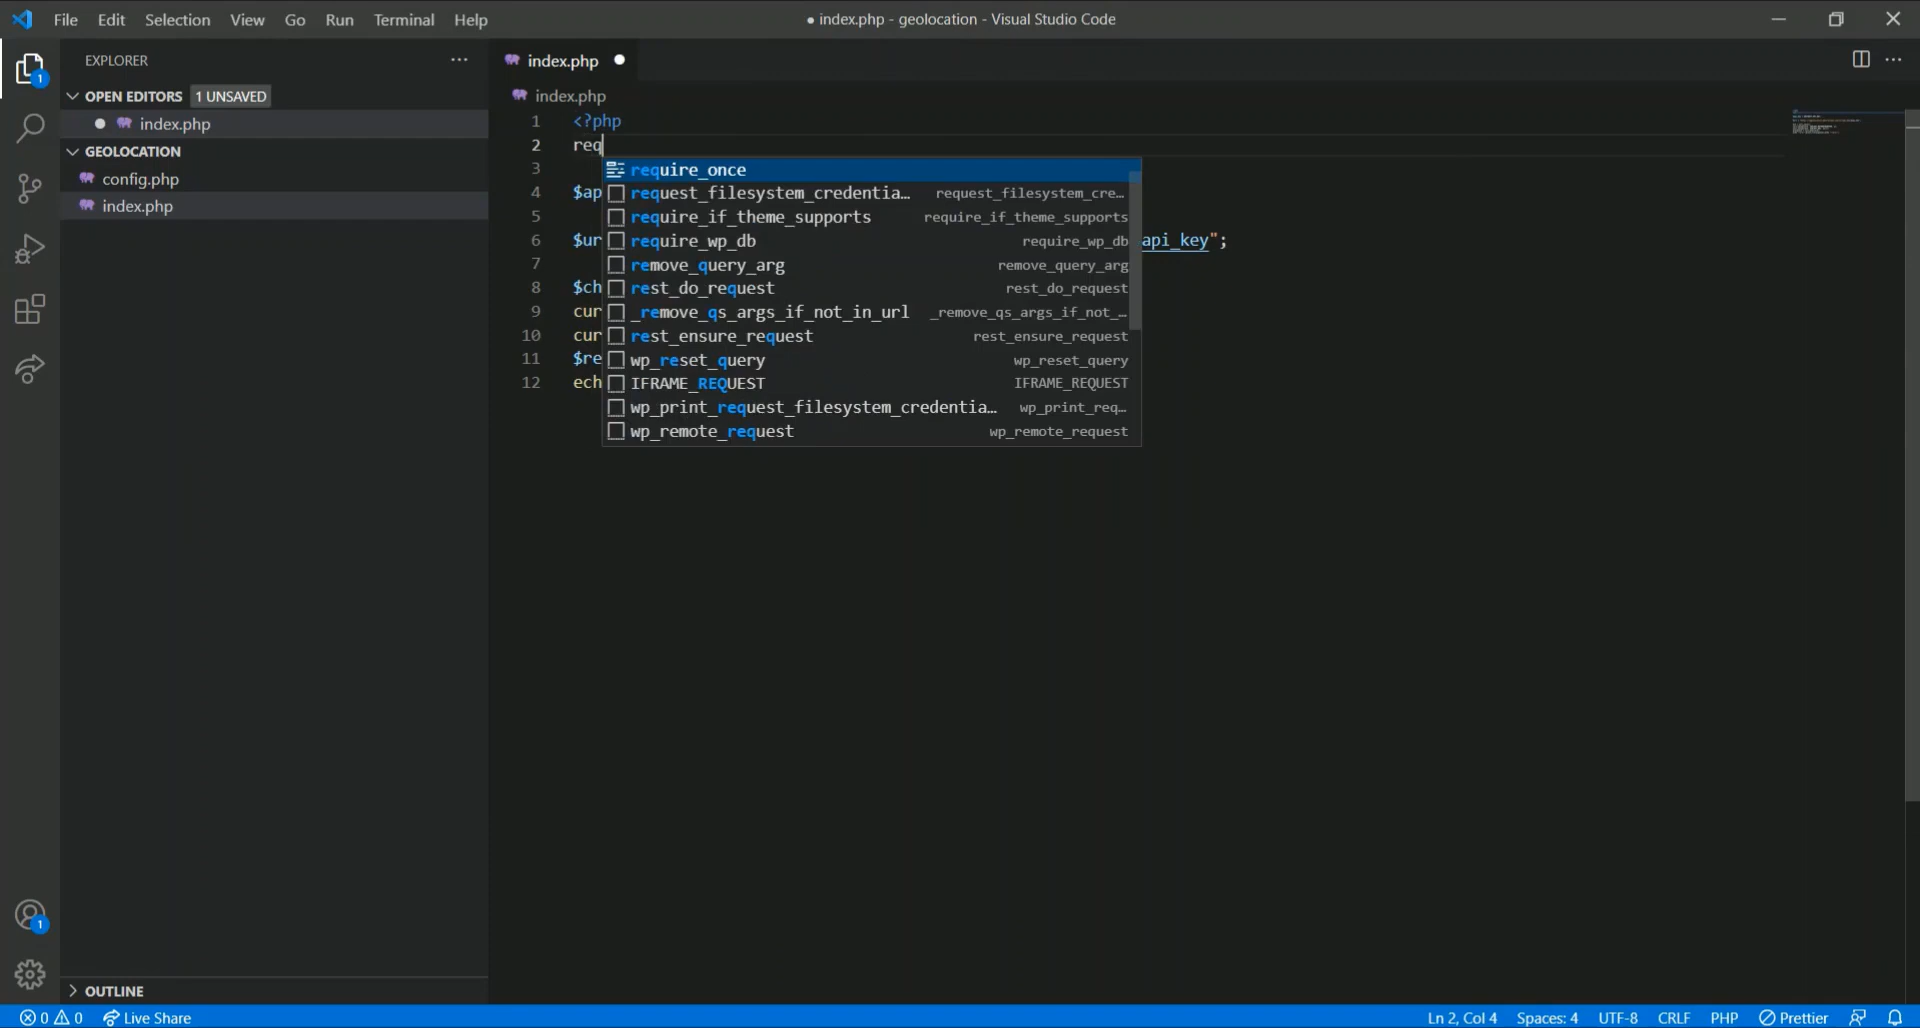 File Edit Selection View Go Run Terminal Help
● index.php - geolocation - Visual Studio Code
EXPLORER
OPEN EDITORS 1 UNSAVED
index.php
GEOLOCATION
config.php
index.php
OUTLINE
1
1
index.php
index.php
1 <?php
2 req
3
4 $ap
5
6 $ur api_key";
7
8 $ch
9 cur
10 cur
11 $re
12 ech
require_once
request_filesystem_credentia… request_filesystem_cre…
require_if_theme_supports require_if_theme_supports
require_wp_db require_wp_db
remove_query_arg remove_query_arg
rest_do_request rest_do_request
_remove_qs_args_if_not_in_url _remove_qs_args_if_not_…
rest_ensure_request rest_ensure_request
wp_reset_query wp_reset_query
IFRAME_REQUEST IFRAME_REQUEST
wp_print_request_filesystem_credentia… wp_print_req…
wp_remote_request wp_remote_request
0 0 Live Share
Ln 2, Col 4 Spaces: 4 UTF-8 CRLF PHP Prettier